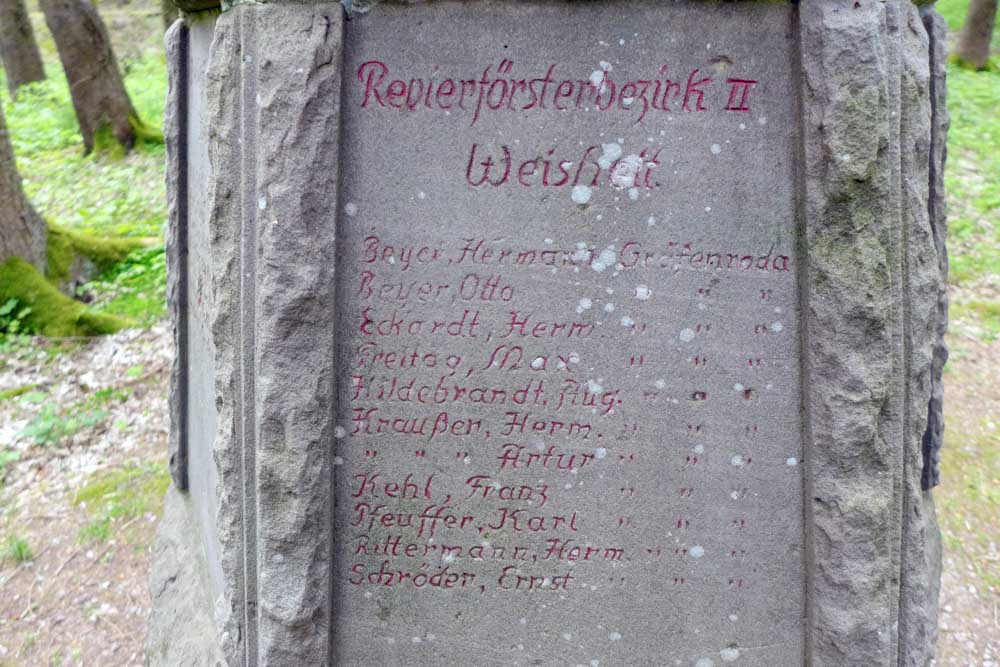 Revierförsterbezirk II
Weisheit.
Beyer, Hermann Gräfenroda
Beyer, Otto " " "
Eckardt, Herm. " " "
Freitag, Max " " "
Hildebrandt, Aug. " " "
Kraußer, Herm. " " "
" " " Artur " " "
Kehl, Franz " " "
Pfeuffer, Karl " " "
Rittermann, Herm. " " " "
Schröder, Ernst " " "